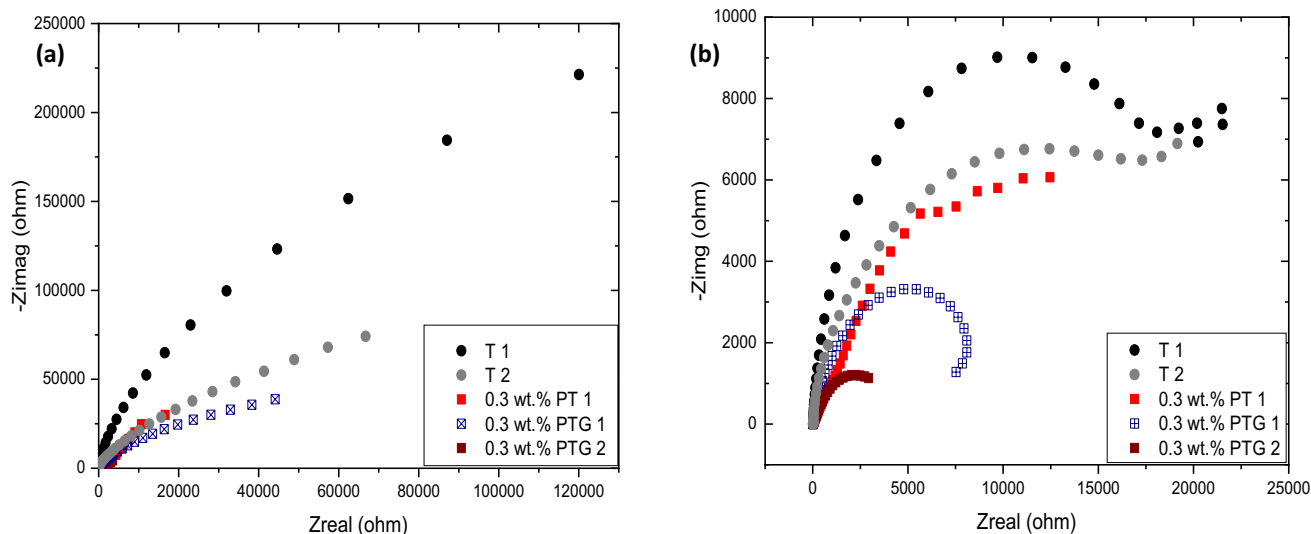 (a)
250000
200000
150000
100000
50000
0
-Zimag (ohm)
T 1
T 2
0.3 wt.% PT 1
0.3 wt.% PTG 1
0.3 wt.% PTG 2
0 20000 40000 60000 80000 100000 120000
Zreal (ohm)
(b)
10000
8000
6000
4000
2000
0
-Zimg (ohm)
T 1
T 2
0.3 wt.% PT 1
0.3 wt.% PTG 1
0.3 wt.% PTG 2
0 5000 10000 15000 20000 25000
Zreal (ohm)